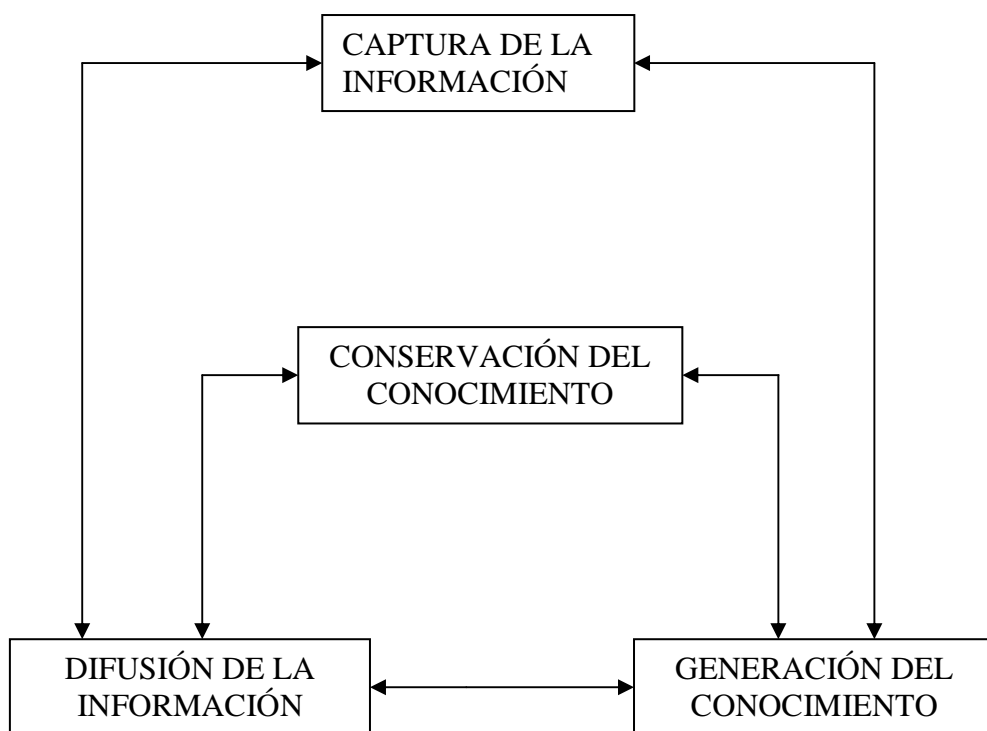 CAPTURA DE LA
INFORMACIÓN
CONSERVACIÓN DEL
CONOCIMIENTO
DIFUSIÓN DE LA
INFORMACIÓN
GENERACIÓN DEL
CONOCIMIENTO